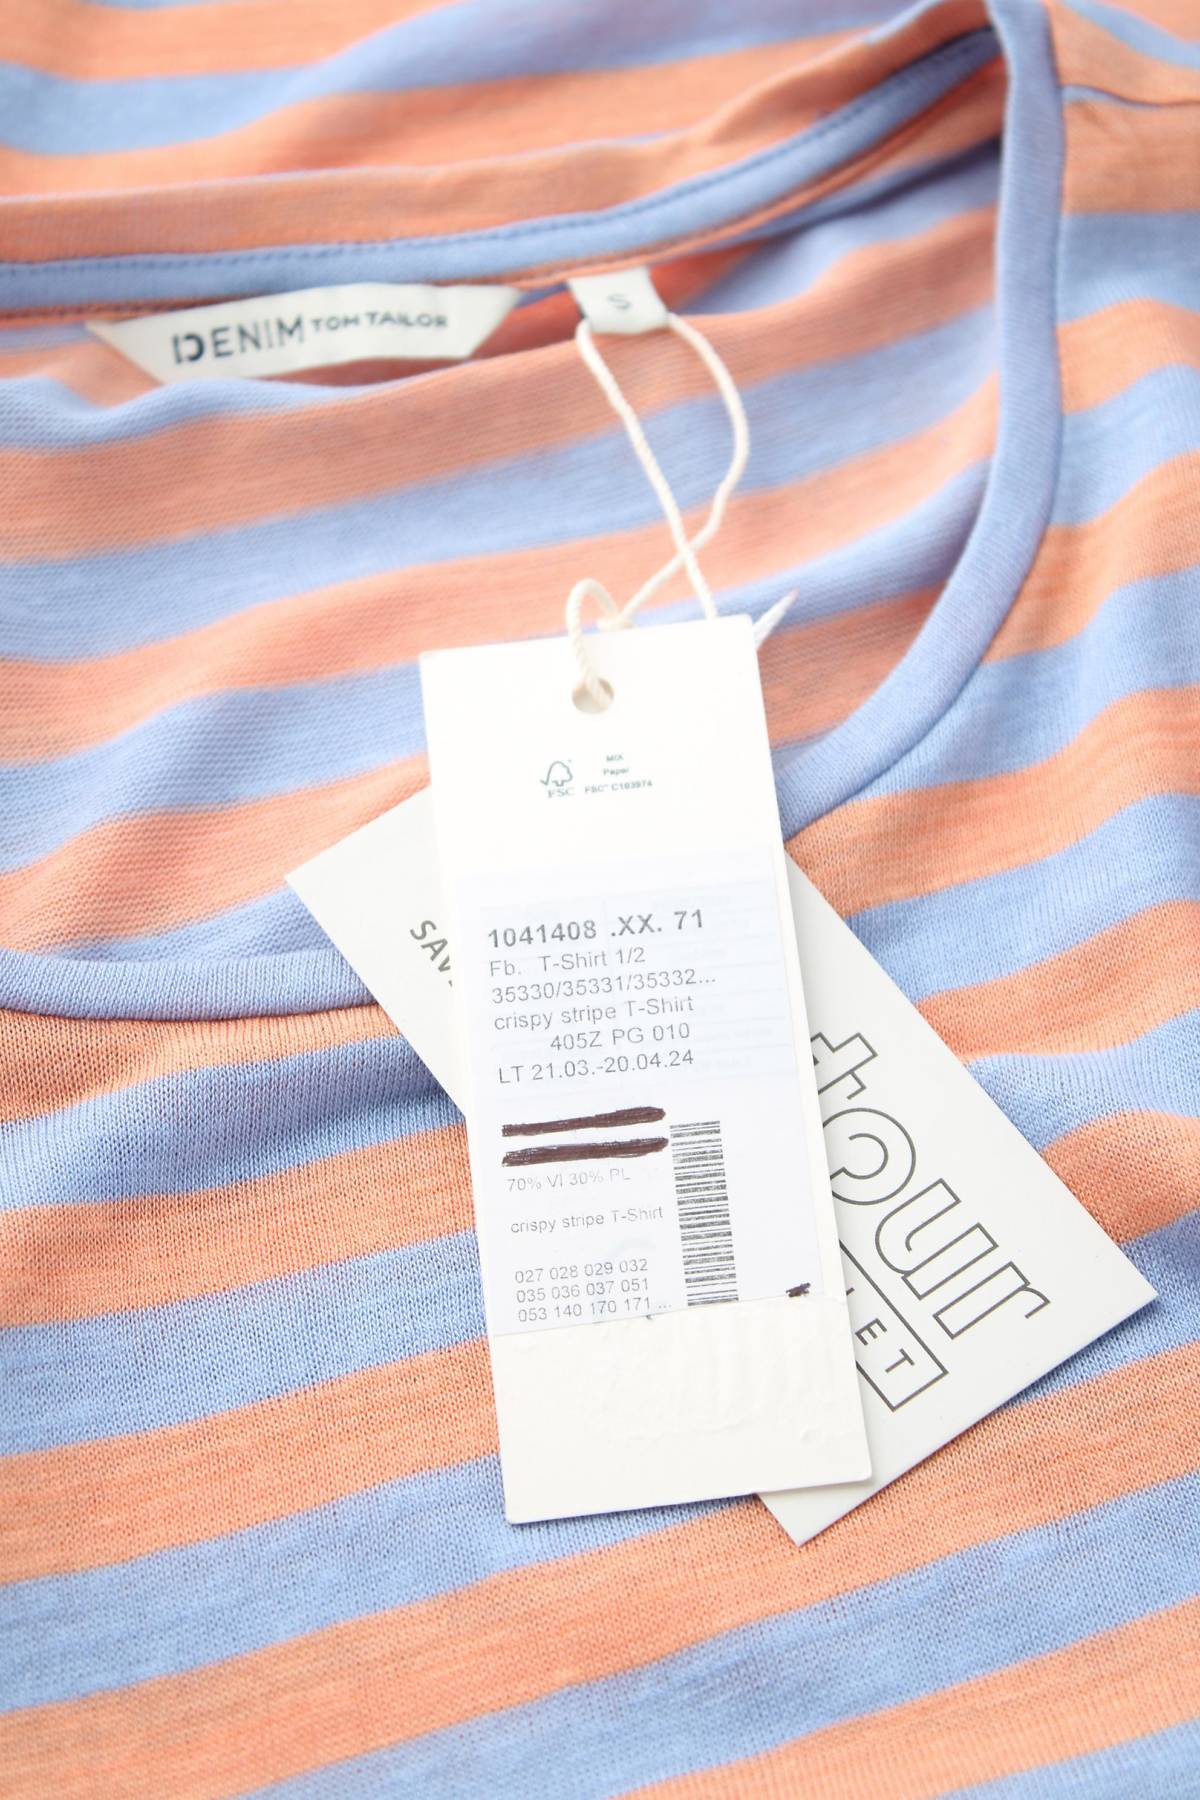 DENIM TOM TAILOR
S
MIX
Paper
FSC™ C103974
FSC
1041408 .XX. 71
Fb. T-Shirt 1/2
35330/35331/35332...
crispy stripe T-Shirt
405Z PG 010
LT 21.03.-20.04.24
70% VI 30% PL
crispy stripe T-Shirt
027 028 029 032
035 036 037 051
053 140 170 171 ...